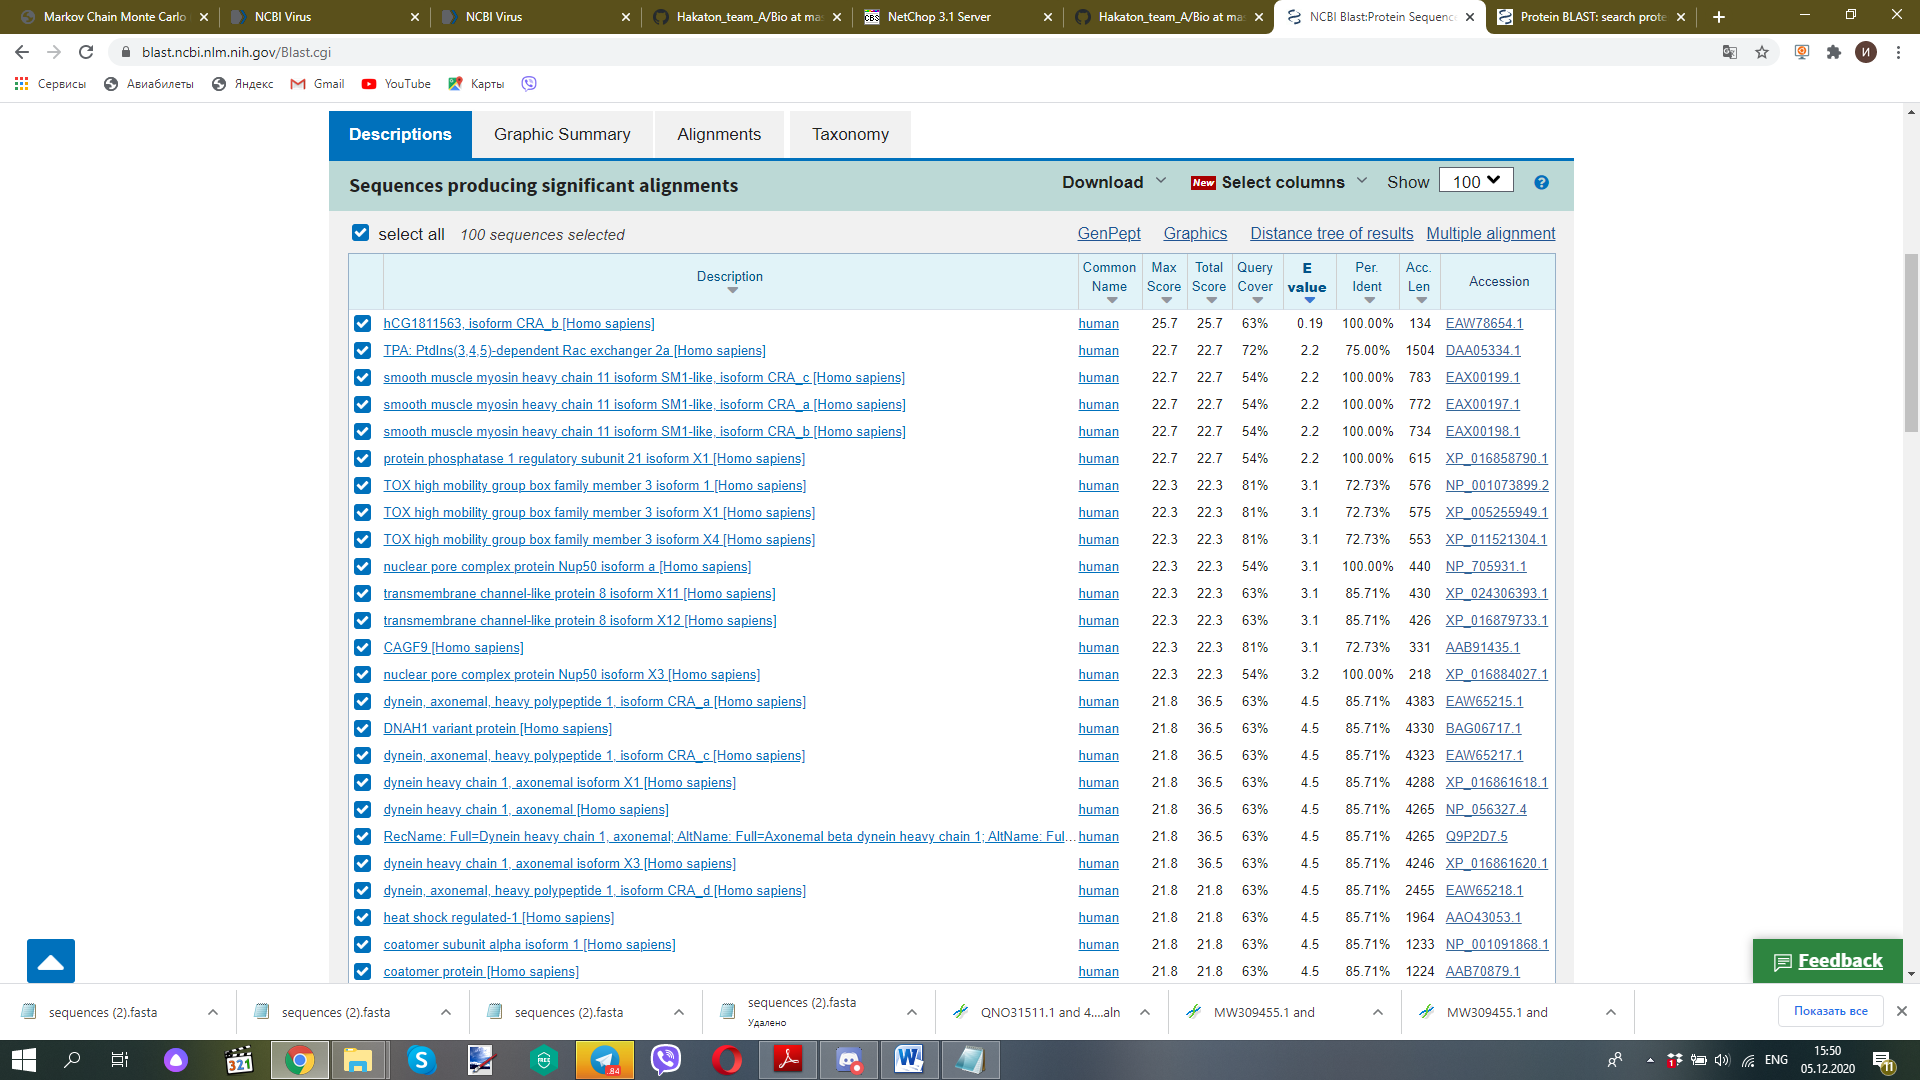 Markov Chain Monte Carlo
NCBI Virus
NCBI Virus
Hakaton_team_A/Bio at mas
NetChop 3.1 Server
Hakaton_team_A/Bio at mas
NCBI Blast:Protein Sequence
Protein BLAST: search prote
blast.ncbi.nlm.nih.gov/Blast.cgi
И
Сервисы Авиабилеты Яндекс Gmail YouTube Карты
Descriptions Graphic Summary Alignments Taxonomy
Sequences producing significant alignments Download New Select columns Show 100 ?
select all 100 sequences selected GenPept Graphics Distance tree of results Multiple alignment
Description Common Name Max Score Total Score Query Cover E value Per. Ident Acc. Len Accession
hCG1811563, isoform CRA_b [Homo sapiens] human 25.7 25.7 63% 0.19 100.00% 134 EAW78654.1
TPA: PtdIns(3,4,5)-dependent Rac exchanger 2a [Homo sapiens] human 22.7 22.7 72% 2.2 75.00% 1504 DAA05334.1
smooth muscle myosin heavy chain 11 isoform SM1-like, isoform CRA_c [Homo sapiens] human 22.7 22.7 54% 2.2 100.00% 783 EAX00199.1
smooth muscle myosin heavy chain 11 isoform SM1-like, isoform CRA_a [Homo sapiens] human 22.7 22.7 54% 2.2 100.00% 772 EAX00197.1
smooth muscle myosin heavy chain 11 isoform SM1-like, isoform CRA_b [Homo sapiens] human 22.7 22.7 54% 2.2 100.00% 734 EAX00198.1
protein phosphatase 1 regulatory subunit 21 isoform X1 [Homo sapiens] human 22.7 22.7 54% 2.2 100.00% 615 XP_016858790.1
TOX high mobility group box family member 3 isoform 1 [Homo sapiens] human 22.3 22.3 81% 3.1 72.73% 576 NP_001073899.2
TOX high mobility group box family member 3 isoform X1 [Homo sapiens] human 22.3 22.3 81% 3.1 72.73% 575 XP_005255949.1
TOX high mobility group box family member 3 isoform X4 [Homo sapiens] human 22.3 22.3 81% 3.1 72.73% 553 XP_011521304.1
nuclear pore complex protein Nup50 isoform a [Homo sapiens] human 22.3 22.3 54% 3.1 100.00% 440 NP_705931.1
transmembrane channel-like protein 8 isoform X11 [Homo sapiens] human 22.3 22.3 63% 3.1 85.71% 430 XP_024306393.1
transmembrane channel-like protein 8 isoform X12 [Homo sapiens] human 22.3 22.3 63% 3.1 85.71% 426 XP_016879733.1
CAGF9 [Homo sapiens] human 22.3 22.3 81% 3.1 72.73% 331 AAB91435.1
nuclear pore complex protein Nup50 isoform X3 [Homo sapiens] human 22.3 22.3 54% 3.2 100.00% 218 XP_016884027.1
dynein, axonemal, heavy polypeptide 1, isoform CRA_a [Homo sapiens] human 21.8 36.5 63% 4.5 85.71% 4383 EAW65215.1
DNAH1 variant protein [Homo sapiens] human 21.8 36.5 63% 4.5 85.71% 4330 BAG06717.1
dynein, axonemal, heavy polypeptide 1, isoform CRA_c [Homo sapiens] human 21.8 36.5 63% 4.5 85.71% 4323 EAW65217.1
dynein heavy chain 1, axonemal isoform X1 [Homo sapiens] human 21.8 36.5 63% 4.5 85.71% 4288 XP_016861618.1
dynein heavy chain 1, axonemal [Homo sapiens] human 21.8 36.5 63% 4.5 85.71% 4265 NP_056327.4
RecName: Full=Dynein heavy chain 1, axonemal; AltName: Full=Axonemal beta dynein heavy chain 1; AltName: Ful... human 21.8 36.5 63% 4.5 85.71% 4265 Q9P2D7.5
dynein heavy chain 1, axonemal isoform X3 [Homo sapiens] human 21.8 36.5 63% 4.5 85.71% 4246 XP_016861620.1
dynein, axonemal, heavy polypeptide 1, isoform CRA_d [Homo sapiens] human 21.8 21.8 63% 4.5 85.71% 2455 EAW65218.1
heat shock regulated-1 [Homo sapiens] human 21.8 21.8 63% 4.5 85.71% 1964 AAO43053.1
coatomer subunit alpha isoform 1 [Homo sapiens] human 21.8 21.8 63% 4.5 85.71% 1233 NP_001091868.1
coatomer protein [Homo sapiens] human 21.8 21.8 63% 4.5 85.71% 1224 AAB70879.1
Feedback
sequences (2).fasta
sequences (2).fasta
sequences (2).fasta
sequences (2).fasta
Удалено
QNO31511.1 and 4....aln
MW309455.1 and
MW309455.1 and
Показать все
321
84
ENG
15:50
05.12.2020
11